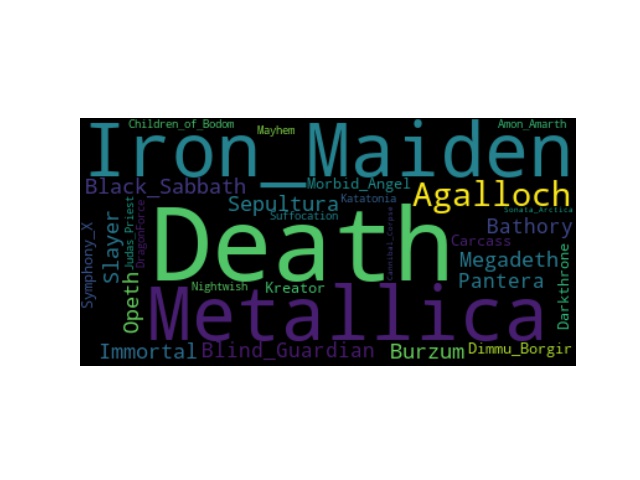 Children_of_Bodom
Amon_Amarth
Mayhem
Iron_Maiden
Black_Sabbath
Morbid_Angel
Agalloch
Katatonia
Sepultura
Suffocation
Sonata_Arctica
Symphony_X
Slayer
Judas_Priest
DragonForce
Death
Cannibal_Corpse
Bathory
Carcass
Megadeth
Pantera
Darkthrone
Opeth
Nightwish
Kreator
Metallica
Immortal
Blind_Guardian
Burzum
Dimmu_Borgir